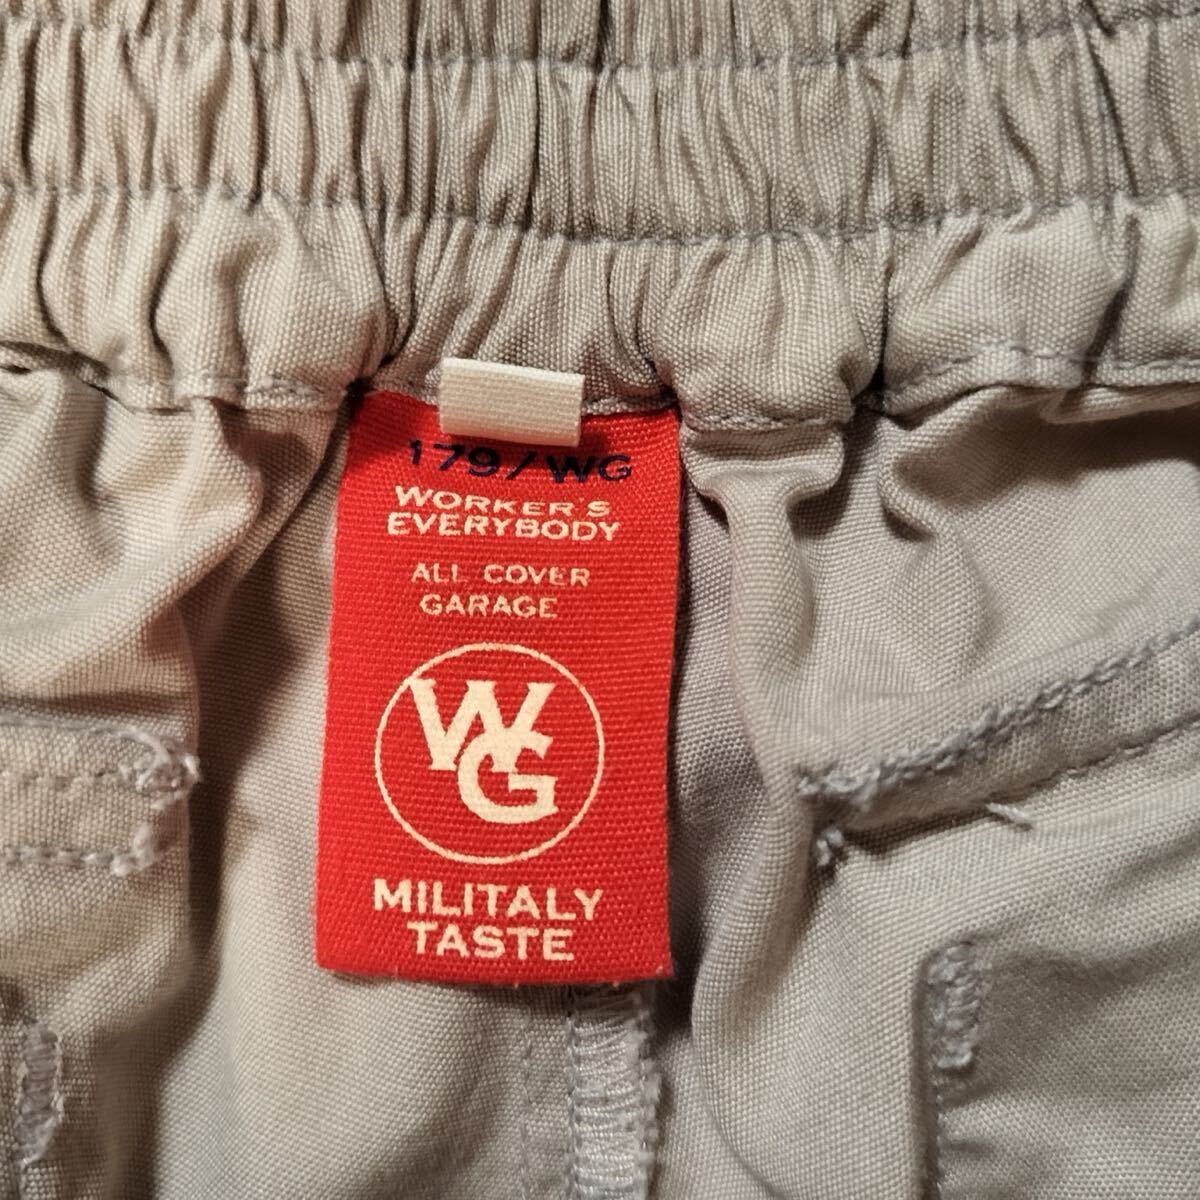 179/WG
WORKER'S
EVERYBODY
ALL COVER
GARAGE
WG
MILITALY
TASTE